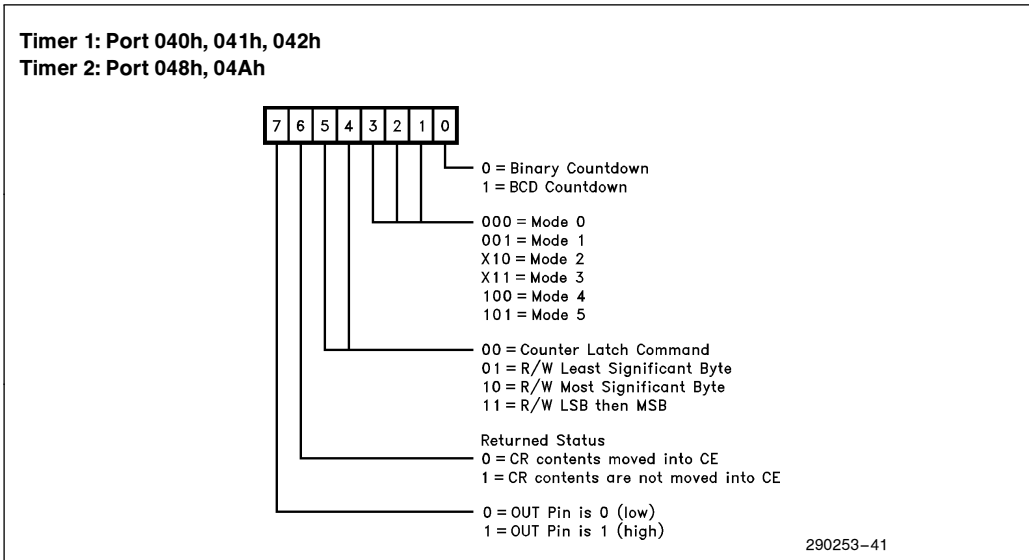 Timer 1: Port 040h, 041h, 042h
Timer 2: Port 048h, 04Ah
7 6 5 4 3 2 1 0
0 = Binary Countdown
1 = BCD Countdown
000 = Mode 0
001 = Mode 1
X10 = Mode 2
X11 = Mode 3
100 = Mode 4
101 = Mode 5
00 = Counter Latch Command
01 = R/W Least Significant Byte
10 = R/W Most Significant Byte
11 = R/W LSB then MSB
Returned Status
0 = CR contents moved into CE
1 = CR contents are not moved into CE
0 = OUT Pin is 0 (low)
1 = OUT Pin is 1 (high)
290253–41